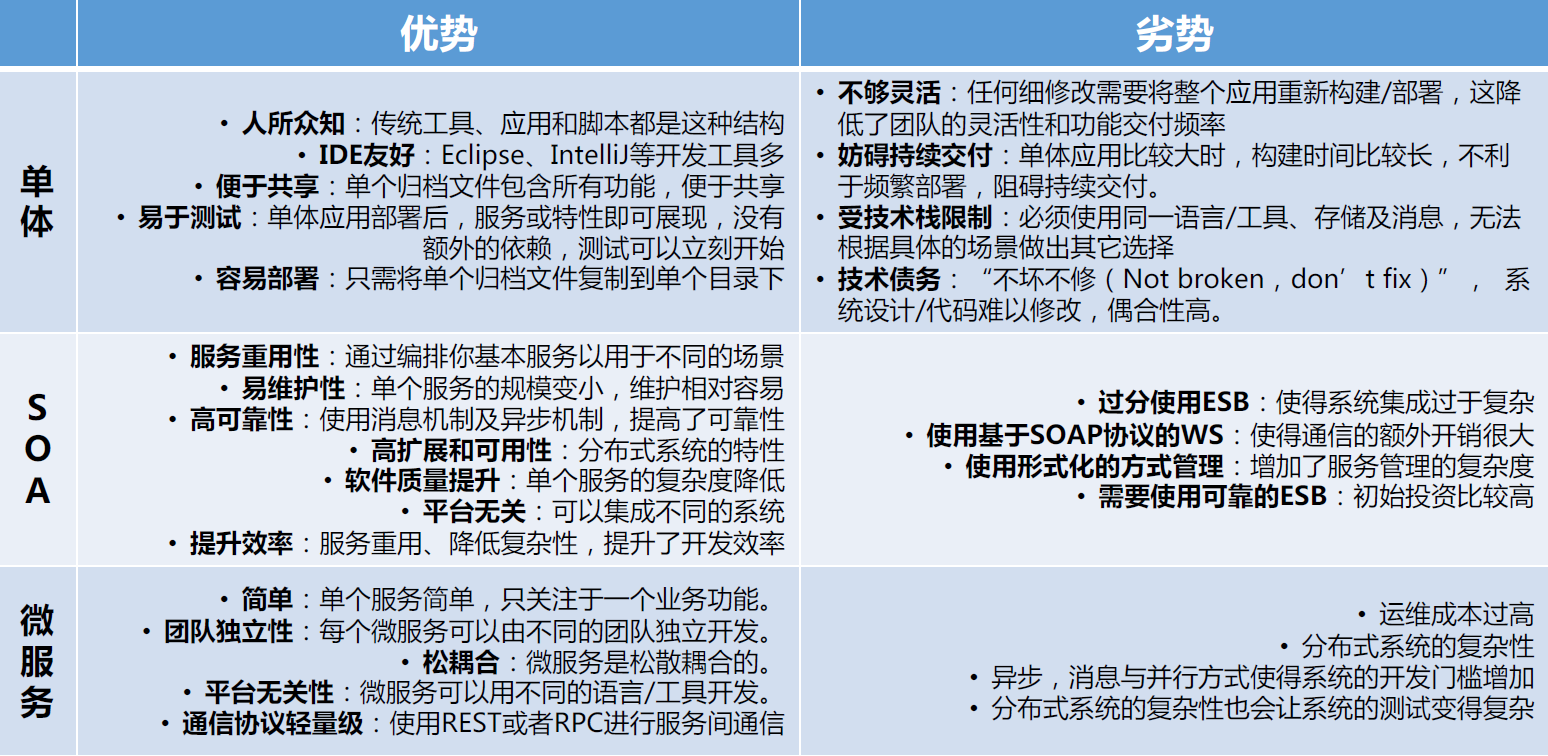 优势
劣势
单体
• 人所众知：传统工具、应用和脚本都是这种结构
• IDE友好：Eclipse、IntelliJ等开发工具多
• 便于共享：单个归档文件包含所有功能，便于共享
• 易于测试：单体应用部署后，服务或特性即可展现，没有
额外的依赖，测试可以立刻开始
• 容易部署：只需将单个归档文件复制到单个目录下
• 不够灵活：任何细修改需要将整个应用重新构建/部署，这降
低了团队的灵活性和功能交付频率
• 妨碍持续交付：单体应用比较大时，构建时间比较长，不利
于频繁部署，阻碍持续交付。
• 受技术栈限制：必须使用同一语言/工具、存储及消息，无法
根据具体的场景做出其它选择
• 技术债务：“不坏不修（Not broken，don’t fix）”， 系
统设计/代码难以修改，偶合性高。
SOA
• 服务重用性：通过编排你基本服务以用于不同的场景
• 易维护性：单个服务的规模变小，维护相对容易
• 高可靠性：使用消息机制及异步机制，提高了可靠性
• 高扩展和可用性：分布式系统的特性
• 软件质量提升：单个服务的复杂度降低
• 平台无关：可以集成不同的系统
• 提升效率：服务重用、降低复杂性，提升了开发效率
• 过分使用ESB：使得系统集成过于复杂
• 使用基于SOAP协议的WS：使得通信的额外开销很大
• 使用形式化的方式管理：增加了服务管理的复杂度
• 需要使用可靠的ESB：初始投资比较高
微服务
• 简单：单个服务简单，只关注于一个业务功能。
• 团队独立性：每个微服务可以由不同的团队独立开发。
• 松耦合：微服务是松散耦合的。
• 平台无关性：微服务可以用不同的语言/工具开发。
• 通信协议轻量级：使用REST或者RPC进行服务间通信
• 运维成本过高
• 分布式系统的复杂性
• 异步，消息与并行方式使得系统的开发门槛增加
• 分布式系统的复杂性也会让系统的测试变得复杂